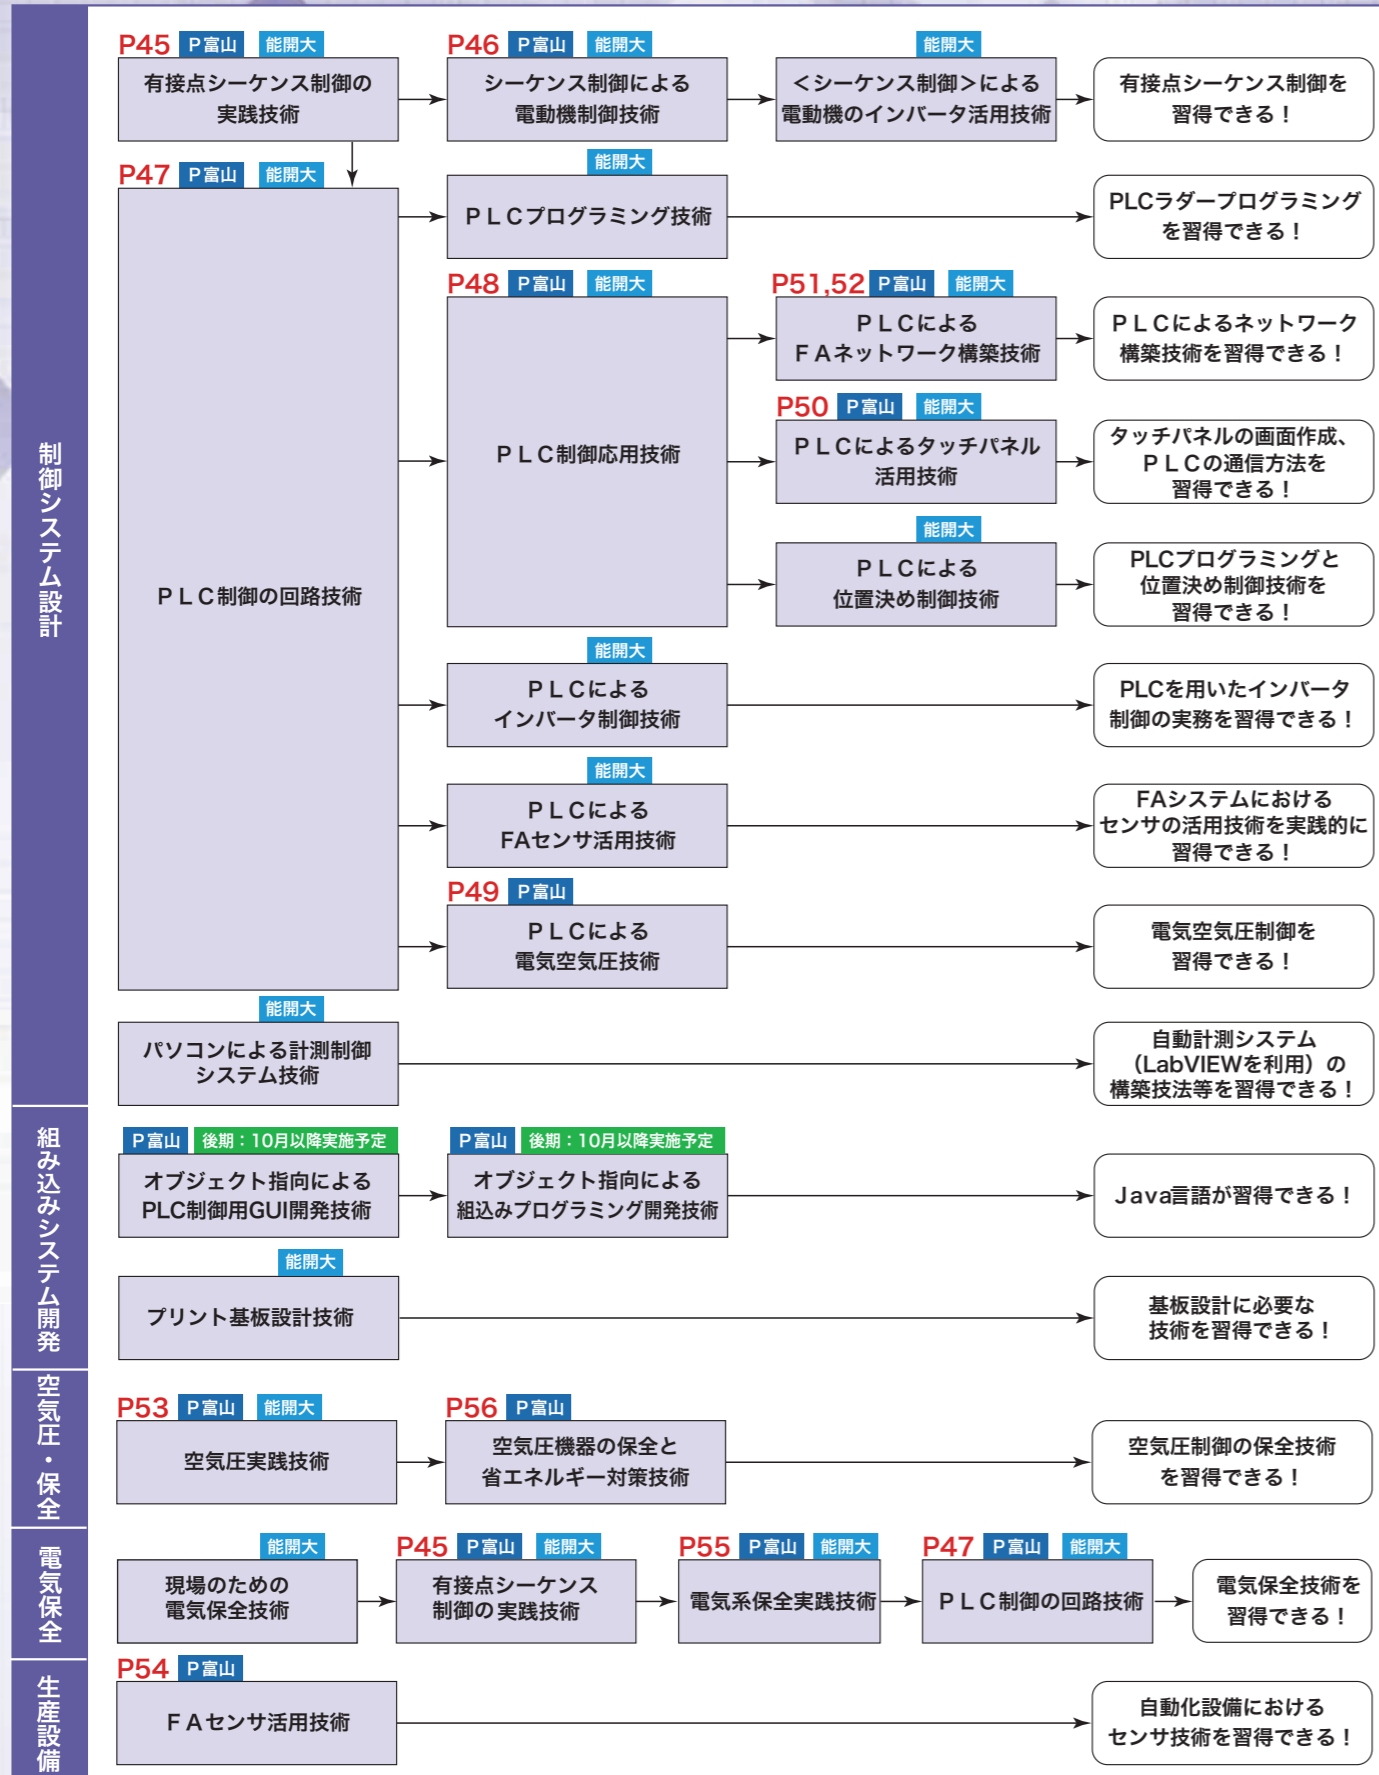 制御システム設計
P45 P富山 能開大
有接点シーケンス制御の
実践技術
P46 P富山 能開大
シーケンス制御による
電動機制御技術
能開大
＜シーケンス制御＞による
電動機のインバータ活用技術
有接点シーケンス制御を
習得できる！
P47 P富山 能開大
ＰＬＣ制御の回路技術
能開大
ＰＬＣプログラミング技術
PLCラダープログラミング
を習得できる！
P48 P富山 能開大
ＰＬＣ制御応用技術
P51,52 P富山 能開大
ＰＬＣによる
ＦＡネットワーク構築技術
ＰＬＣによるネットワーク
構築技術を習得できる！
P50 P富山 能開大
ＰＬＣによるタッチパネル
活用技術
タッチパネルの画面作成、
ＰＬＣの通信方法を
習得できる！
能開大
ＰＬＣによる
位置決め制御技術
PLCプログラミングと
位置決め制御技術を
習得できる！
能開大
ＰＬＣによる
インバータ制御技術
PLCを用いたインバータ
制御の実務を習得できる！
能開大
ＰＬＣによる
FAセンサ活用技術
FAシステムにおける
センサの活用技術を実践的に
習得できる！
P49 P富山
ＰＬＣによる
電気空気圧技術
電気空気圧制御を
習得できる！
能開大
パソコンによる計測制御
システム技術
自動計測システム
（LabVIEWを利用）の
構築技法等を習得できる！
組み込みシステム開発
P富山 後期：10月以降実施予定
オブジェクト指向による
PLC制御用GUI開発技術
P富山 後期：10月以降実施予定
オブジェクト指向による
組込みプログラミング開発技術
Java言語が習得できる！
能開大
プリント基板設計技術
基板設計に必要な
技術を習得できる！
空気圧・保全
P53 P富山 能開大
空気圧実践技術
P56 P富山
空気圧機器の保全と
省エネルギー対策技術
空気圧制御の保全技術
を習得できる！
電気保全
能開大
現場のための
電気保全技術
P45 P富山 能開大
有接点シーケンス
制御の実践技術
P55 P富山 能開大
電気系保全実践技術
P47 P富山 能開大
ＰＬＣ制御の回路技術
電気保全技術を
習得できる！
生産設備
P54 P富山
ＦＡセンサ活用技術
自動化設備における
センサ技術を習得できる！